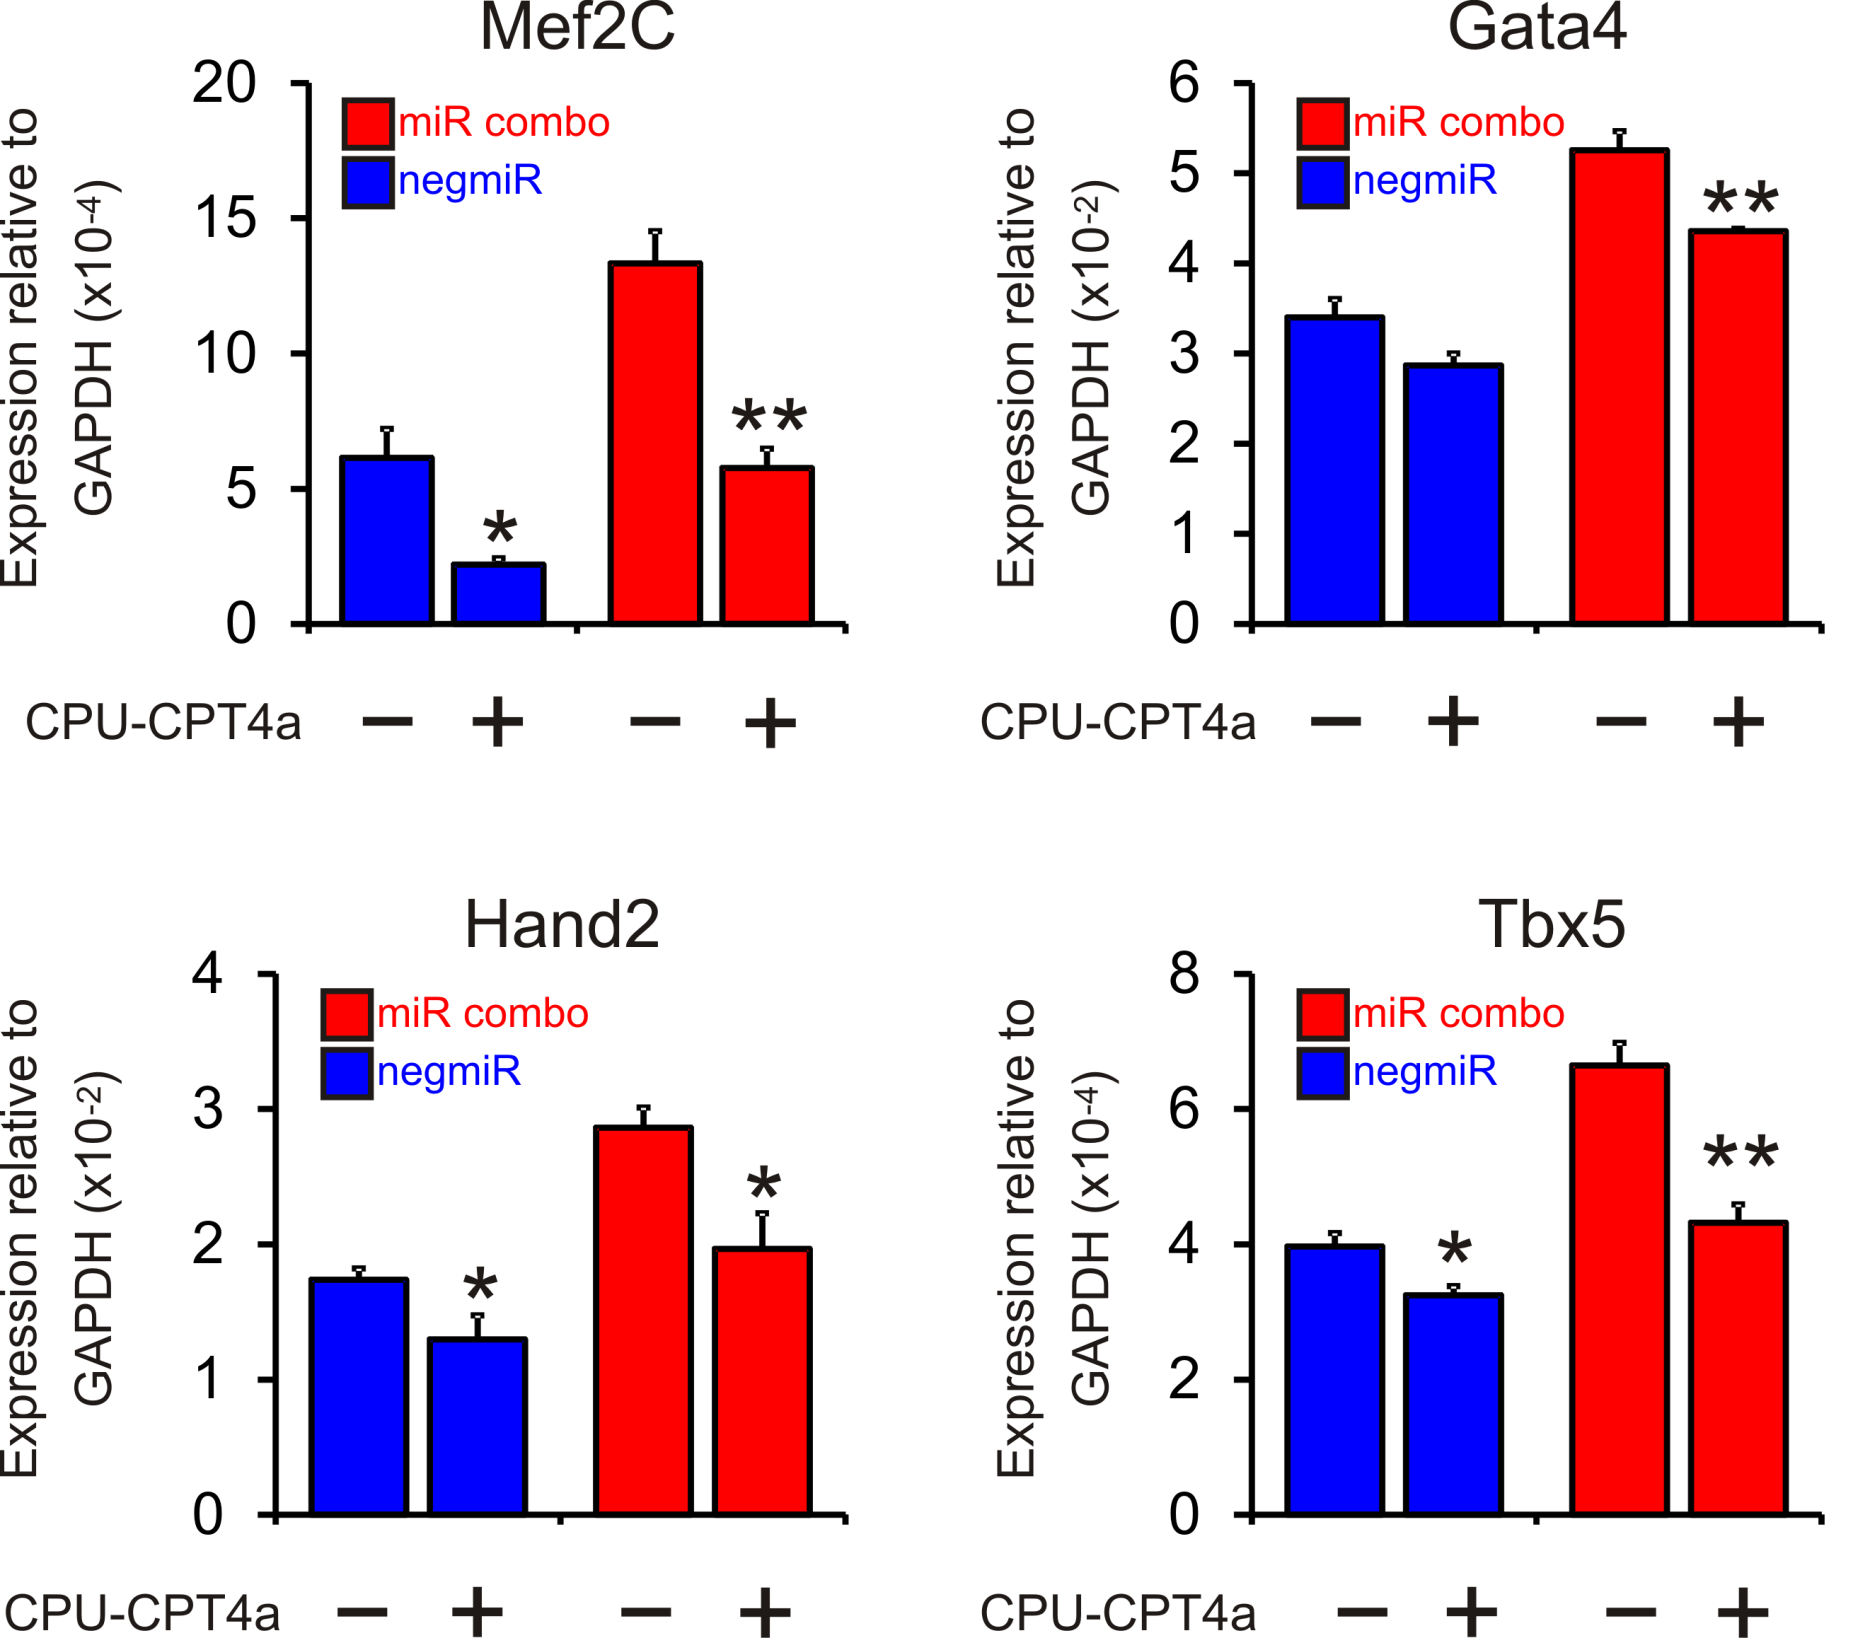 Mef2C
Expression relative to
GAPDH (x10-4)
20
15
10
5
0
miR combo
negmiR
*
**
CPU-CPT4a − + − +
Gata4
Expression relative to
GAPDH (x10-2)
6
5
4
3
2
1
0
miR combo
negmiR
**
CPU-CPT4a − + − +
Hand2
Expression relative to
GAPDH (x10-2)
4
3
2
1
0
miR combo
negmiR
*
*
CPU-CPT4a − + − +
Tbx5
Expression relative to
GAPDH (x10-4)
8
6
4
2
0
miR combo
negmiR
*
**
CPU-CPT4a − + − +